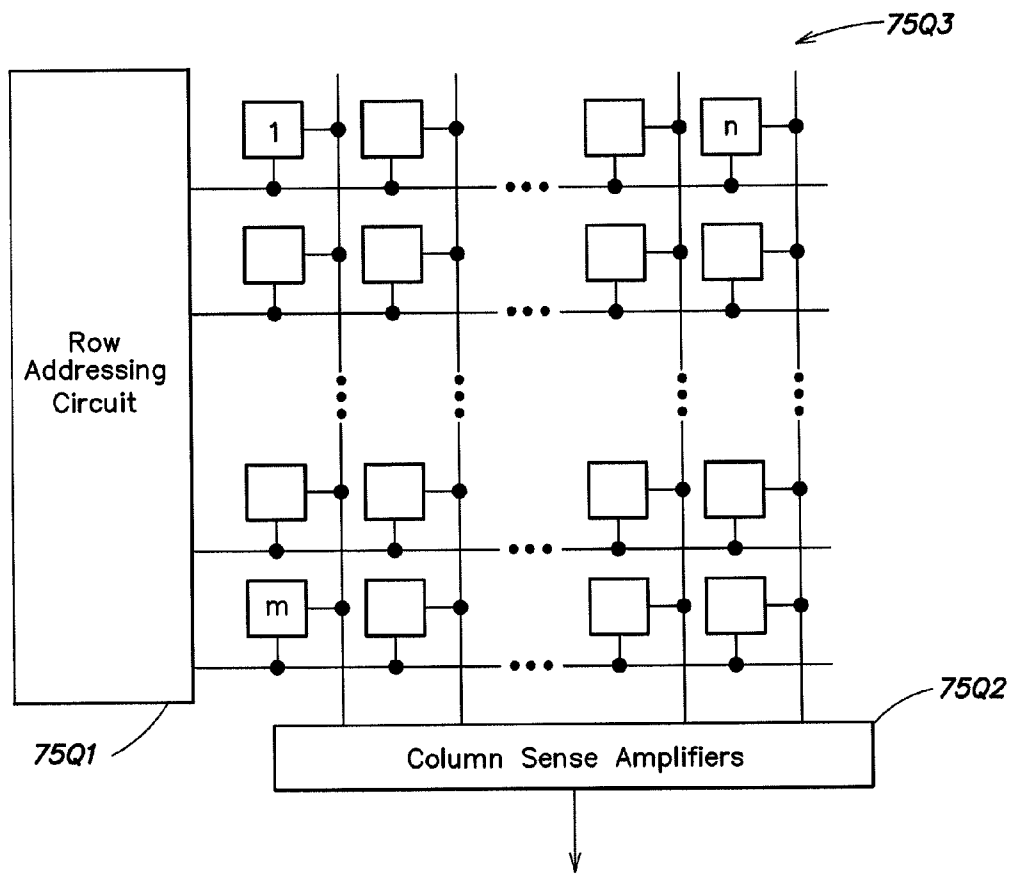 75Q3
1
n
Row
Addressing
Circuit
m
75Q2
75Q1
Column Sense Amplifiers